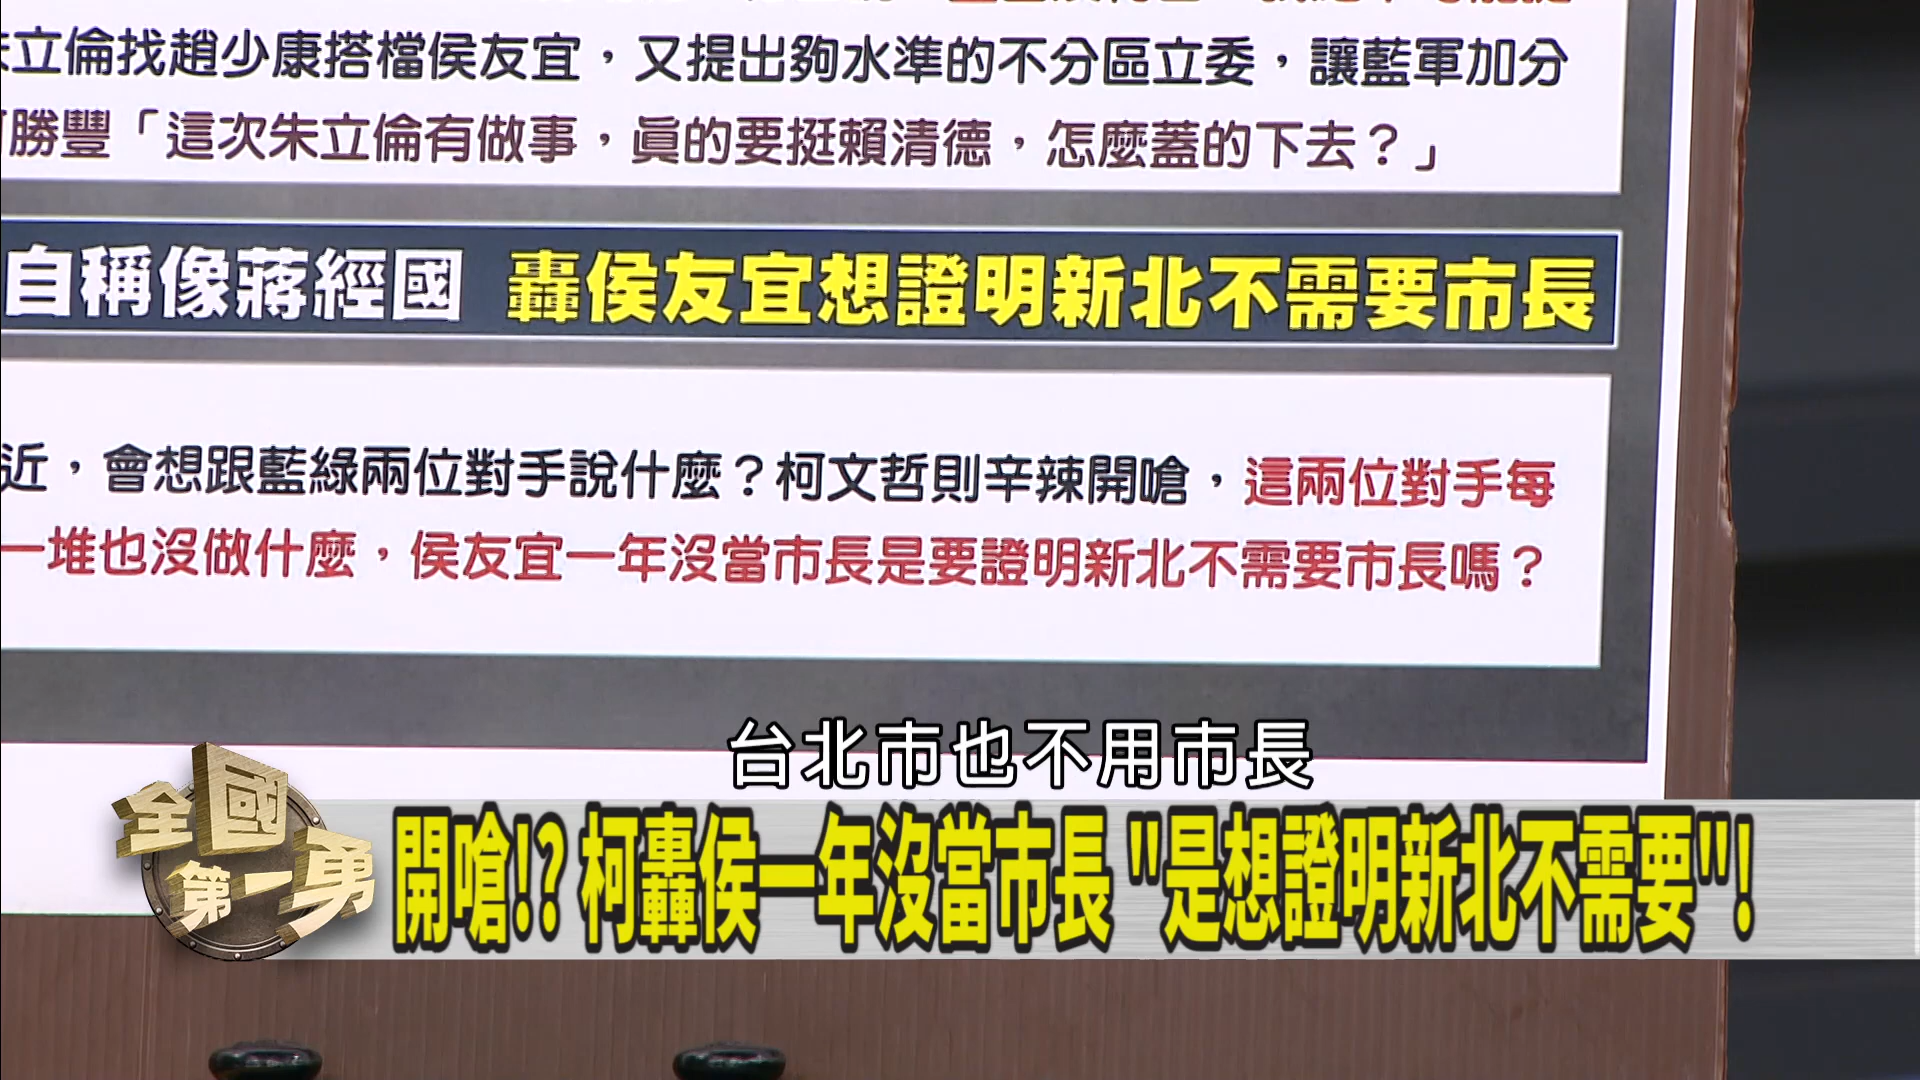 立倫找趙少康搭檔侯友宜，又提出夠水準的不分區立委，讓藍軍加分
勝豐「這次朱立倫有做事，真的要挺賴清德，怎麼蓋的下去？」
自稱像蔣經國 轟侯友宜想證明新北不需要市長
近，會想跟藍綠兩位對手說什麼？柯文哲則辛辣開嗆，這兩位對手每
一堆也沒做什麼，侯友宜一年沒當市長是要證明新北不需要市長嗎？
台北市也不用市長
全國第一勇
開嗆!? 柯轟侯一年沒當市長 "是想證明新北不需要"!